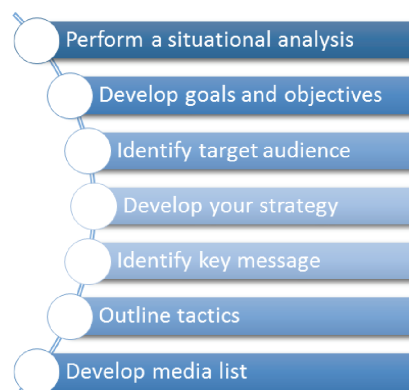 Perform a situational analysis
Develop goals and objectives
Identify target audience
Develop your strategy
Identify key message
Outline tactics
Develop media list